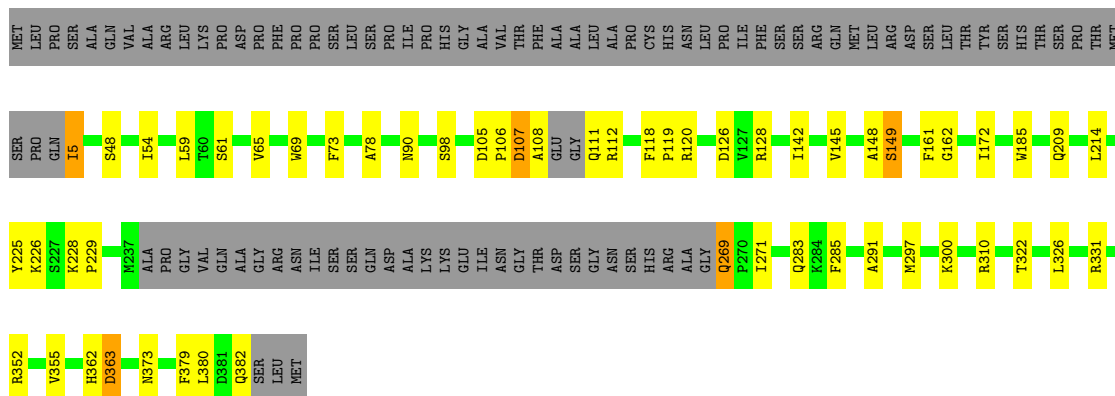 MET LEU PRO SER ALA GLN VAL ALA ARG LEU LYS PRO ASP PRO PHE PRO PRO SER LEU SER PRO ILE PRO HIS GLY ALA VAL THR PHE ALA ALA LEU ALA PRO CYS HIS ASN LEU PRO ILE PHE SER SER ARG GLN MET LEU ARG ASP SER LEU THR TYR SER HIS THR SER PRO THR MET
SER PRO GLN I5 S48 I54 L59 T60 S61 V65 W69 F73 A78 N90 S98 D105 P106 D107 A108 GLU GLY Q111 R112 F118 P119 R120 D126 V127 R128 I142 V145 A148 S149 F161 G162 I172 W185 Q209 L214
Y225 K226 S227 K228 P229 M237 ALA PRO GLY VAL GLN ALA GLY ARG ASN ILE SER SER GLN ASP ALA LYS LYS GLU ILE ASN GLY THR ASP SER GLY ASN SER HIS ARG ALA GLY Q269 P270 I271 Q283 K284 F285 A291 M297 K300 R310 T322 L326 R331
R352 V355 H362 D363 N373 F379 L380 D381 Q382 SER LEU MET